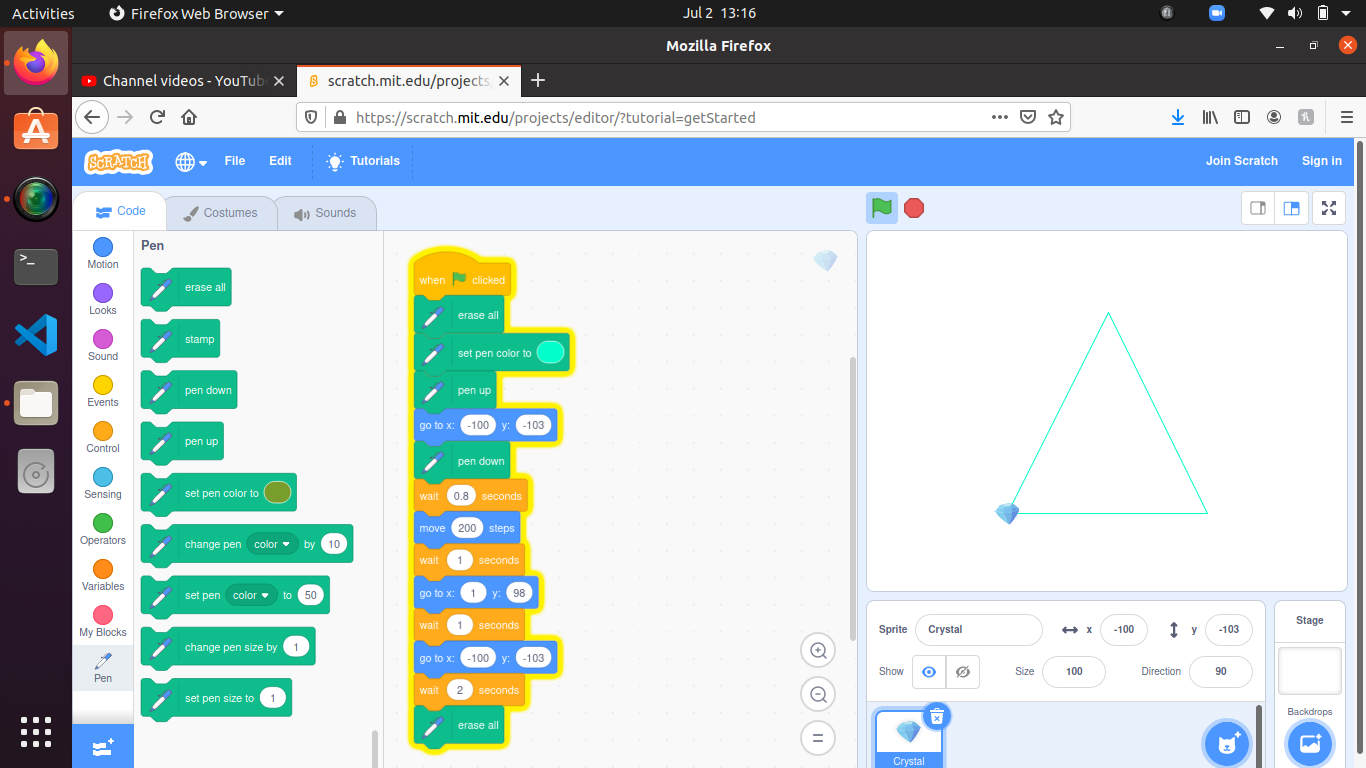 Activities
Firefox Web Browser
Jul 2 13:16
Mozilla Firefox
Channel videos - YouTub
scratch.mit.edu/projects
https://scratch.mit.edu/projects/editor/?tutorial=getStarted
SCRATCH
File
Edit
Tutorials
Join Scratch
Sign in
Code
Costumes
Sounds
Motion
Looks
Sound
Events
Control
Sensing
Operators
Variables
My Blocks
Pen
Pen
erase all
stamp
pen down
pen up
set pen color to
change pen color by 10
set pen color to 50
change pen size by 1
set pen size to 1
when clicked
erase all
set pen color to
pen up
go to x: -100 y: -103
pen down
wait 0.8 seconds
move 200 steps
wait 1 seconds
go to x: 1 y: 98
wait 1 seconds
go to x: -100 y: -103
wait 2 seconds
erase all
Sprite Crystal x -100 y -103
Show Size 100 Direction 90
Crystal
Stage
Backdrops